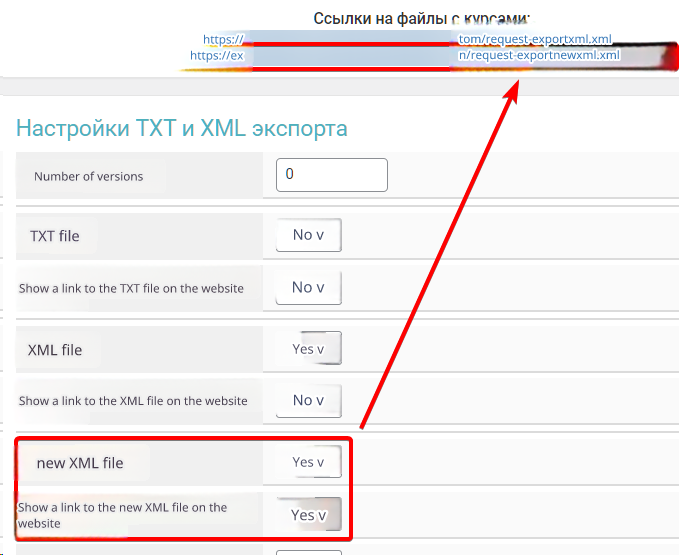 Ссылки на файлы с курсами:
https:// tom/request-exportxml.xml
https://ex n/request-exportnewxml.xml
Настройки TXT и XML экспорта
Number of versions 0
TXT file No v
Show a link to the TXT file on the website No v
XML file Yes v
Show a link to the XML file on the website No v
new XML file Yes v
Show a link to the new XML file on the
website Yes v